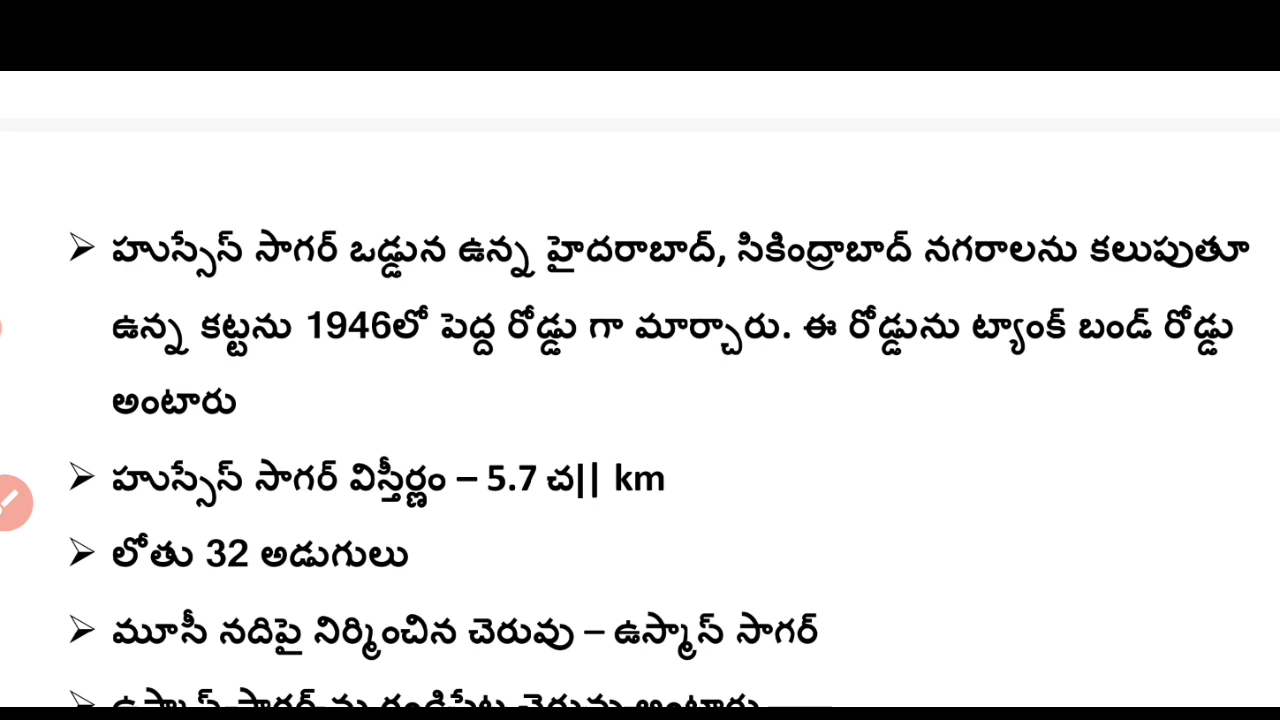 ➢ హుస్సేస్ సాగర్ ఒడ్డున ఉన్న హైదరాబాద్, సికింద్రాబాద్ నగరాలను కలుపుతూ
ఉన్న కట్టను 1946లో పెద్ద రోడ్డు గా మార్చారు. ఈ రోడ్డును ట్యాంక్ బండ్ రోడ్డు
అంటారు
➢ హుస్సేస్ సాగర్ విస్తీర్ణం – 5.7 చ|| km
➢ లోతు 32 అడుగులు
➢ మూసీ నదిపై నిర్మించిన చెరువు – ఉస్మాస్ సాగర్